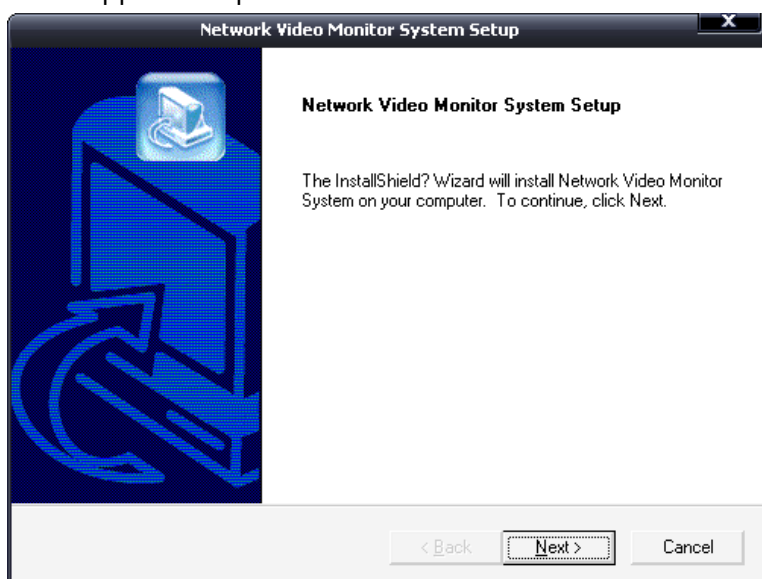 Network Video Monitor System Setup
X
Network Video Monitor System Setup
The InstallShield? Wizard will install Network Video Monitor
System on your computer. To continue, click Next.
< Back
Next >
Cancel